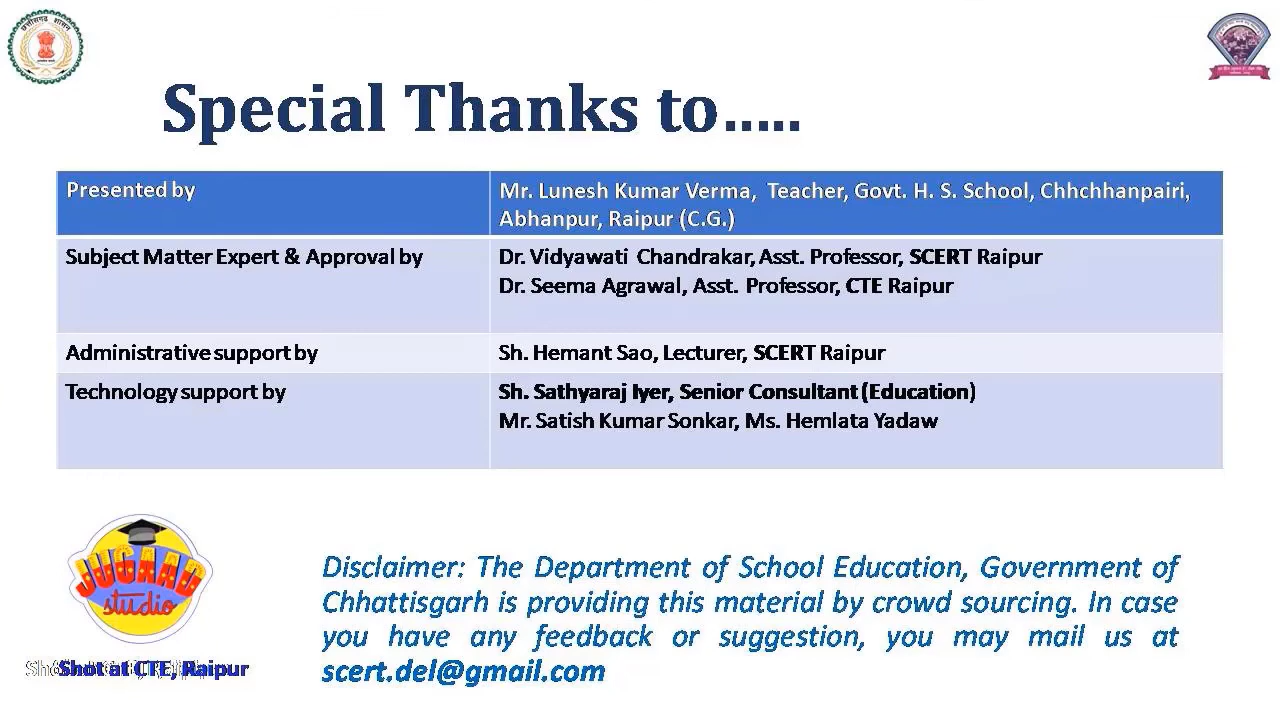 छत्तीसगढ़ शासन
Special Thanks to.....
Presented by
Mr. Lunesh Kumar Verma, Teacher, Govt. H. S. School, Chhchhanpairi,
Abhanpur, Raipur (C.G.)
Subject Matter Expert & Approval by
Dr. Vidyawati Chandrakar, Asst. Professor, SCERT Raipur
Dr. Seema Agrawal, Asst. Professor, CTE Raipur
Administrative support by
Sh. Hemant Sao, Lecturer, SCERT Raipur
Technology support by
Sh. Sathyaraj Iyer, Senior Consultant (Education)
Mr. Satish Kumar Sonkar, Ms. Hemlata Yadaw
JUGAAD
studio
Shot at CTE, Raipur
Disclaimer: The Department of School Education, Government of
Chhattisgarh is providing this material by crowd sourcing. In case
you have any feedback or suggestion, you may mail us at
scert.del@gmail.com